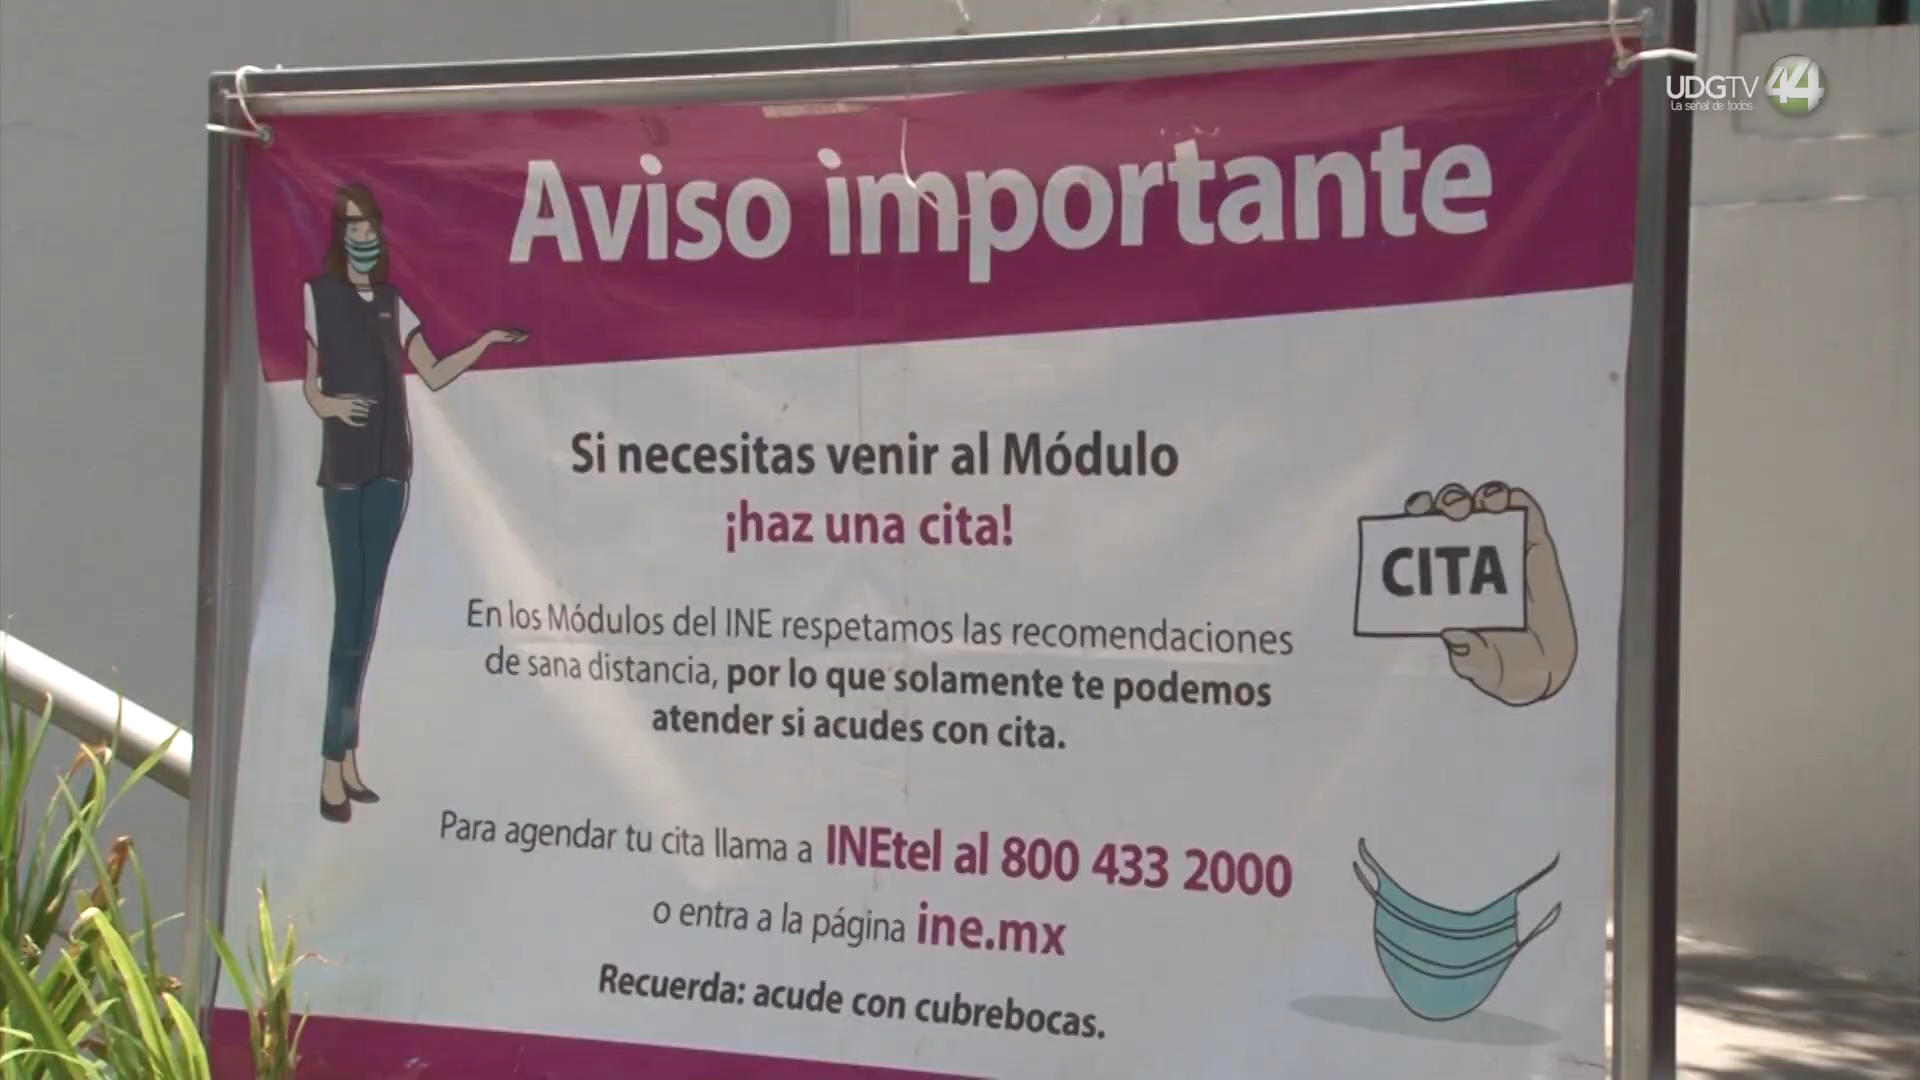 UDGTV 44
La señal de todos
Aviso importante
Si necesitas venir al Módulo
¡haz una cita!
CITA
En los Módulos del INE respetamos las recomendaciones
de sana distancia, por lo que solamente te podemos
atender si acudes con cita.
Para agendar tu cita llama a INEtel al 800 433 2000
o entra a la página ine.mx
Recuerda: acude con cubrebocas.